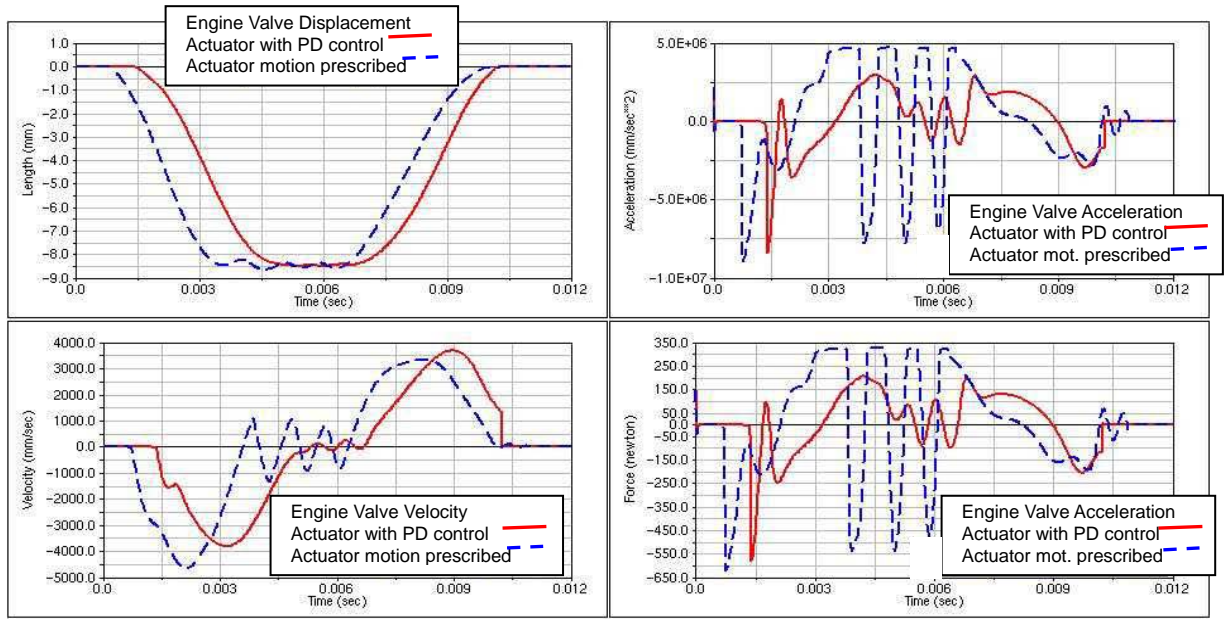 Engine Valve Displacement
Actuator with PD control
Actuator motion prescribed
1.0
0.0
−1.0
−2.0
−3.0
−4.0
−5.0
−6.0
−7.0
−8.0
−9.0
Length (mm)
0.0
0.003
0.006
0.009
0.012
Time (sec)
5.0E+06
0.0
−5.0E+06
−1.0E+07
Acceleration (mm/sec**2)
Engine Valve Acceleration
Actuator with PD control
Actuator mot. prescribed
0.0
0.003
0.006
0.009
0.012
Time (sec)
4000.0
3000.0
2000.0
1000.0
0.0
−1000.0
−2000.0
−3000.0
−4000.0
−5000.0
Velocity (mm/sec)
Engine Valve Velocity
Actuator with PD control
Actuator motion prescribed
0.0
0.003
0.006
0.009
0.012
Time (sec)
350.0
250.0
150.0
50.0
−50.0
−150.0
−250.0
−350.0
−450.0
−550.0
−650.0
Force (newton)
Engine Valve Acceleration
Actuator with PD control
Actuator mot. prescribed
0.0
0.003
0.006
0.009
0.012
Time (sec)